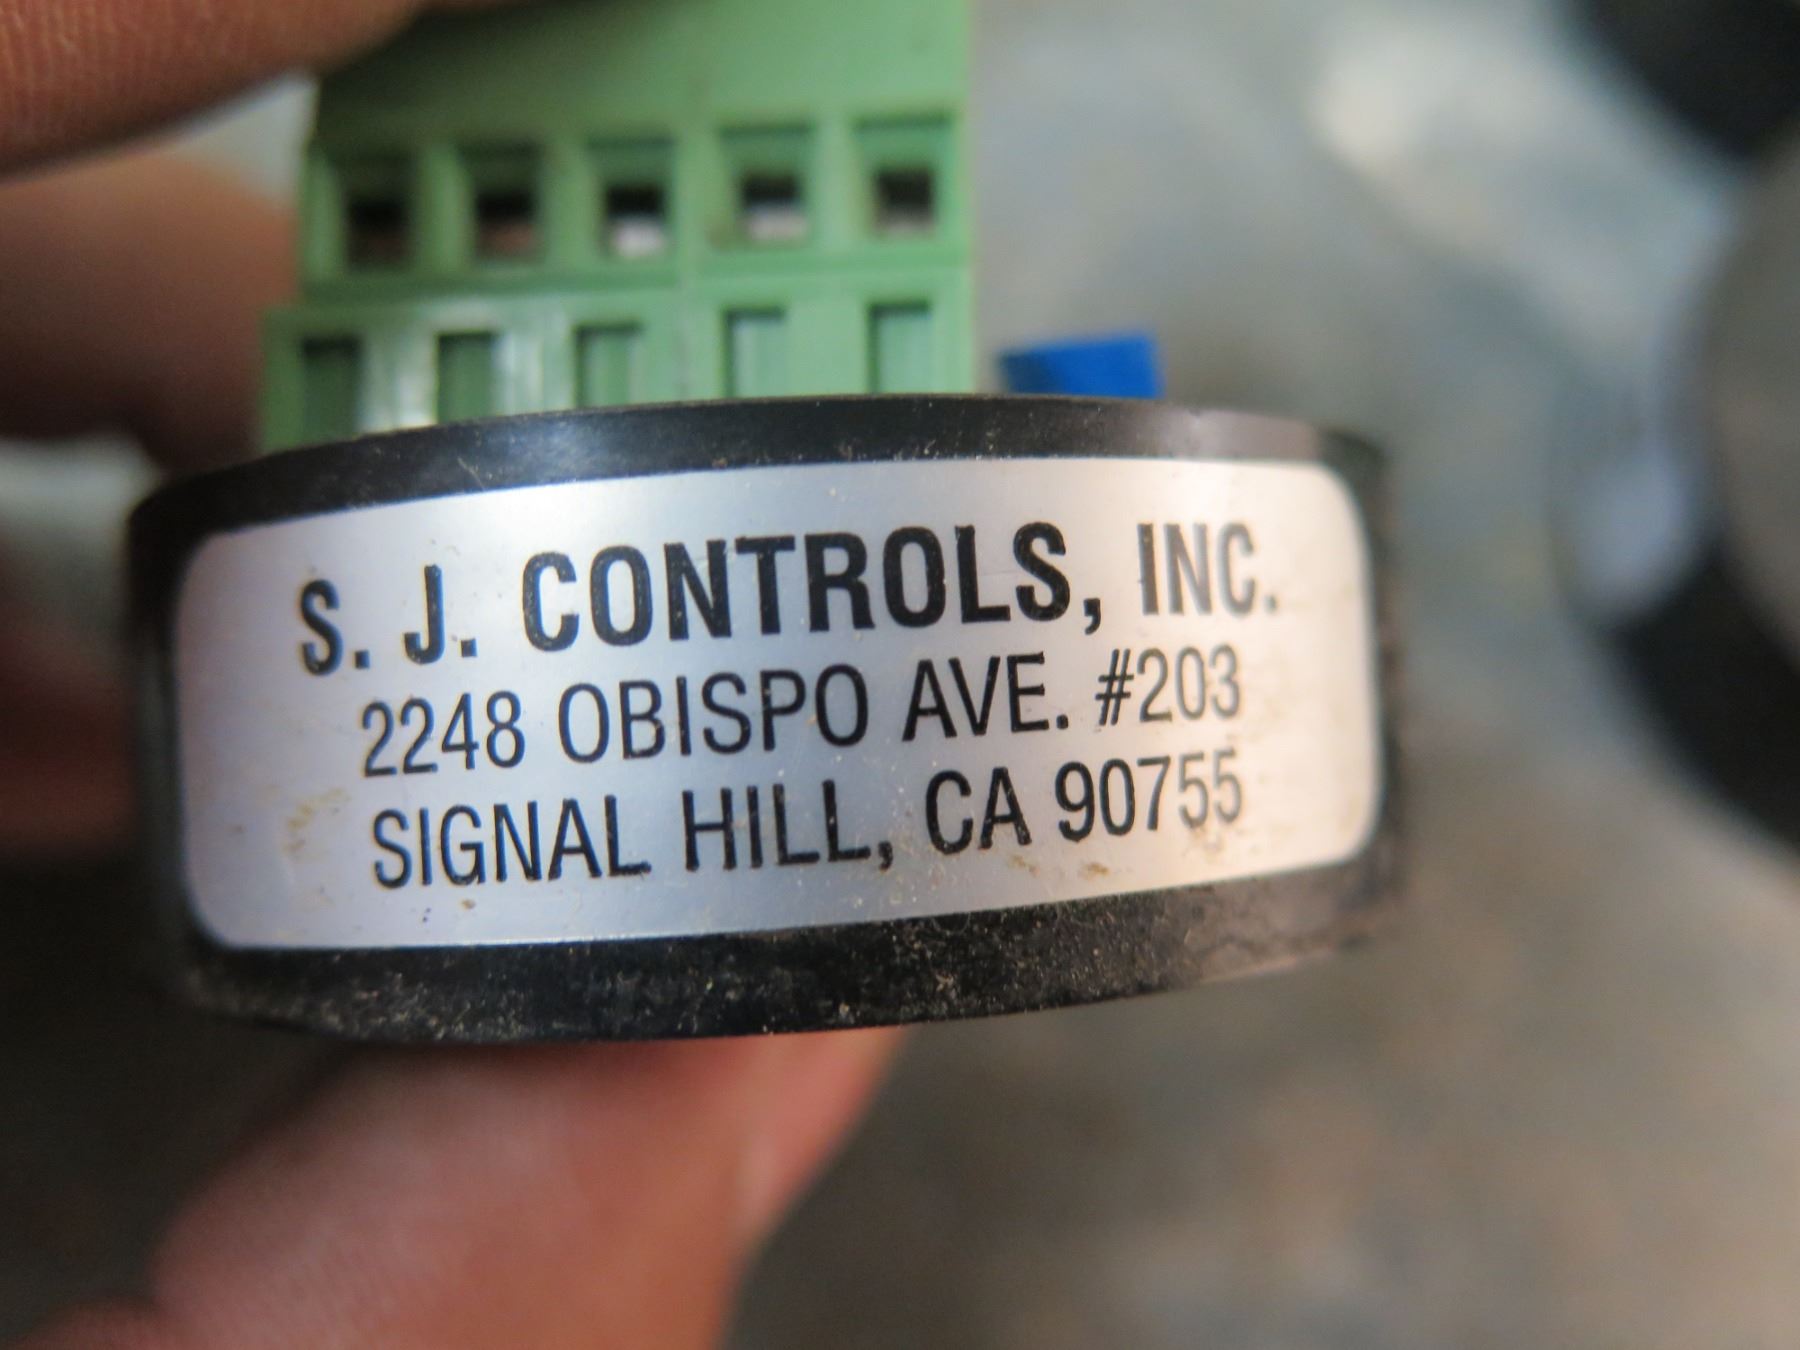 S. J. CONTROLS, INC.
2248 OBISPO AVE. #203
SIGNAL HILL, CA 90755